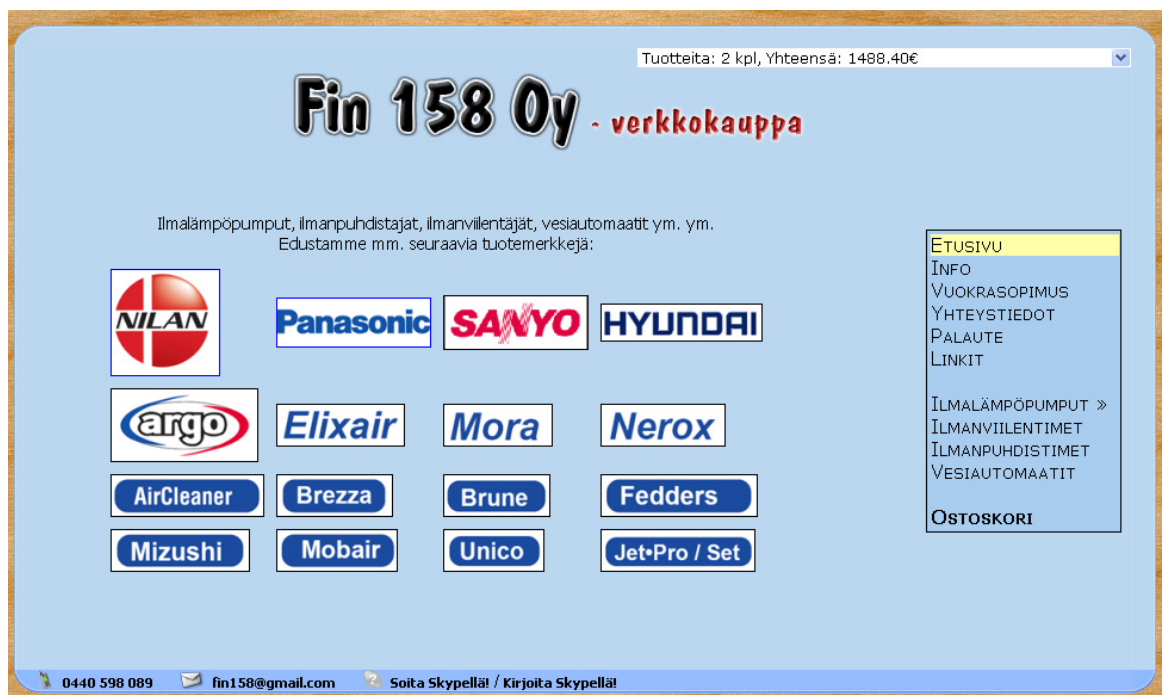 Tuotteita: 2 kpl, Yhteensä: 1488.40€
Fin 158 Oy - verkkokauppa
Ilmalämpöpumput, ilmanpuhdistajat, ilmanviilentäjät, vesiautomaatit ym. ym.
Edustamme mm. seuraavia tuotemerkkejä:
NILAN Panasonic SANYO HYUNDAI
argo Elixair Mora Nerox
AirCleaner Brezza Brune Fedders
Mizushi Mobair Unico Jet•Pro / Set
ETUSIVU
INFO
VUOKRASOPIMUS
YHTEYSTIEDOT
PALAUTE
LINKIT
ILMALÄMPÖPUMPUT »
ILMANVIILENTIMET
ILMANPUHDISTIMET
VESIAUTOMAATIT
OSTOSKORI
0440 598 089 fin158@gmail.com Soita Skypellä! / Kirjoita Skypellä!